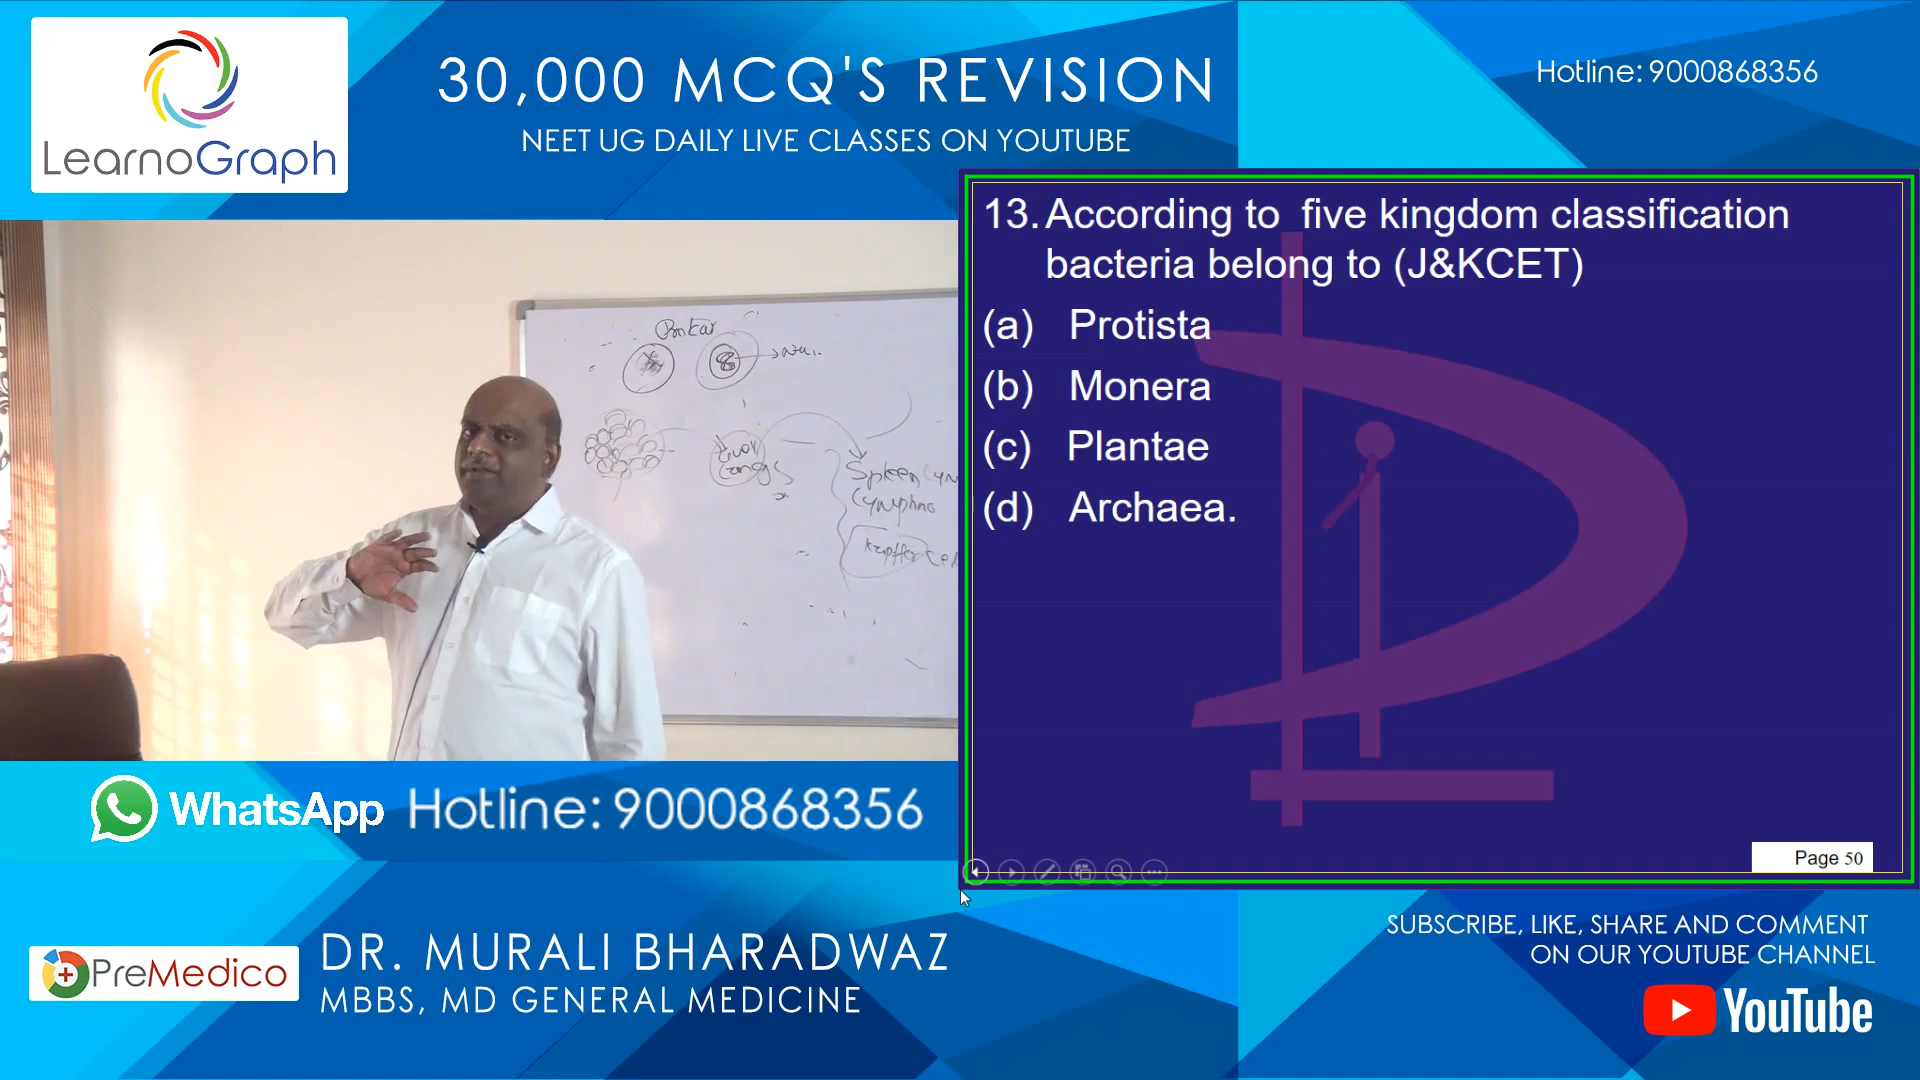 LearnoGraph
30,000 MCQ'S REVISION
NEET UG DAILY LIVE CLASSES ON YOUTUBE
Hotline: 9000868356
13. According to five kingdom classification
bacteria belong to (J&KCET)
(a) Protista
(b) Monera
(c) Plantae
(d) Archaea.
Page 50
Spleen
WhatsApp Hotline: 9000868356
PreMedico
DR. MURALI BHARADWAZ
MBBS, MD GENERAL MEDICINE
SUBSCRIBE, LIKE, SHARE AND COMMENT
ON OUR YOUTUBE CHANNEL
YouTube